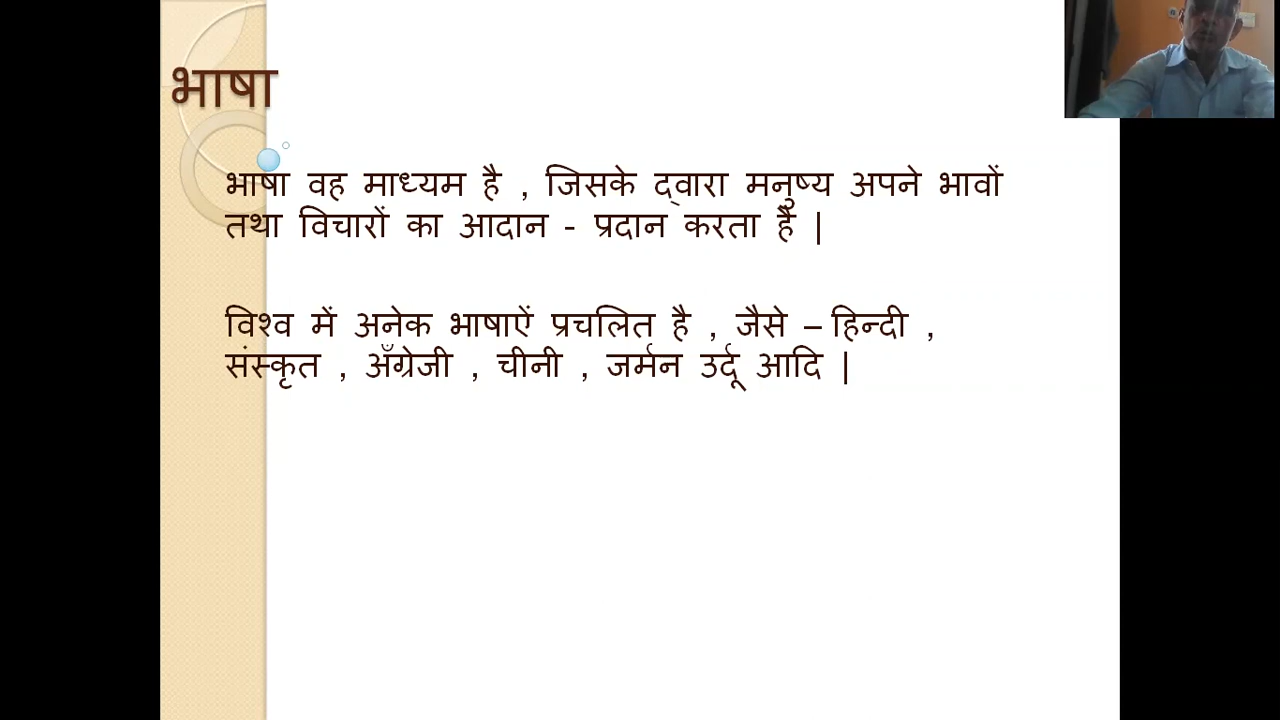 भाषा
भाषा वह माध्यम है , जिसके द्वारा मनुष्य अपने भावों
तथा विचारों का आदान - प्रदान करता है |
विश्व में अनेक भाषाऐं प्रचलित है , जैसे – हिन्दी ,
संस्कृत , अँग्रेजी , चीनी , जर्मन उर्दू आदि |